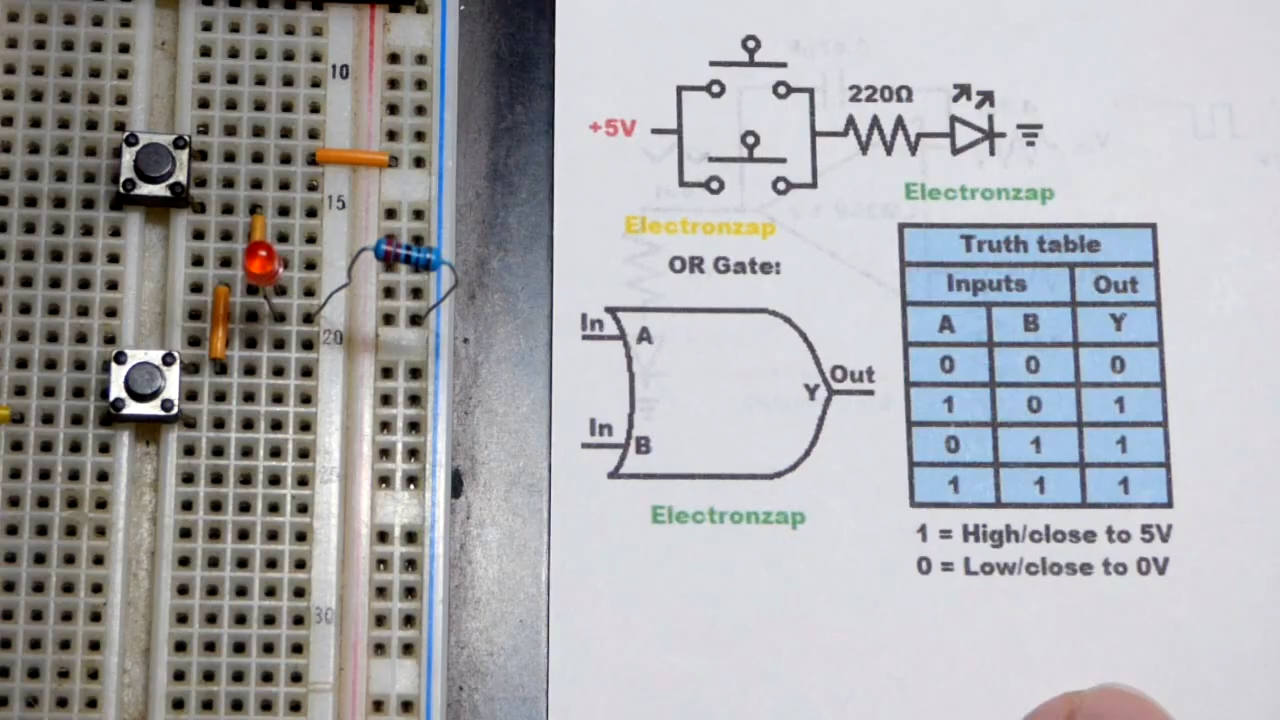 10
15
20
25
30
+5V
220Ω
Electronzap
Electronzap
OR Gate:
In
A
Out
Y
In
B
Electronzap
Truth table
Inputs Out
A B Y
0 0 0
1 0 1
0 1 1
1 1 1
1 = High/close to 5V
0 = Low/close to 0V